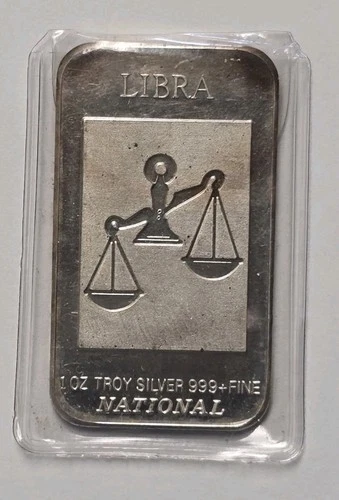 LIBRA
1 OZ TROY SILVER 999+FINE
NATIONAL